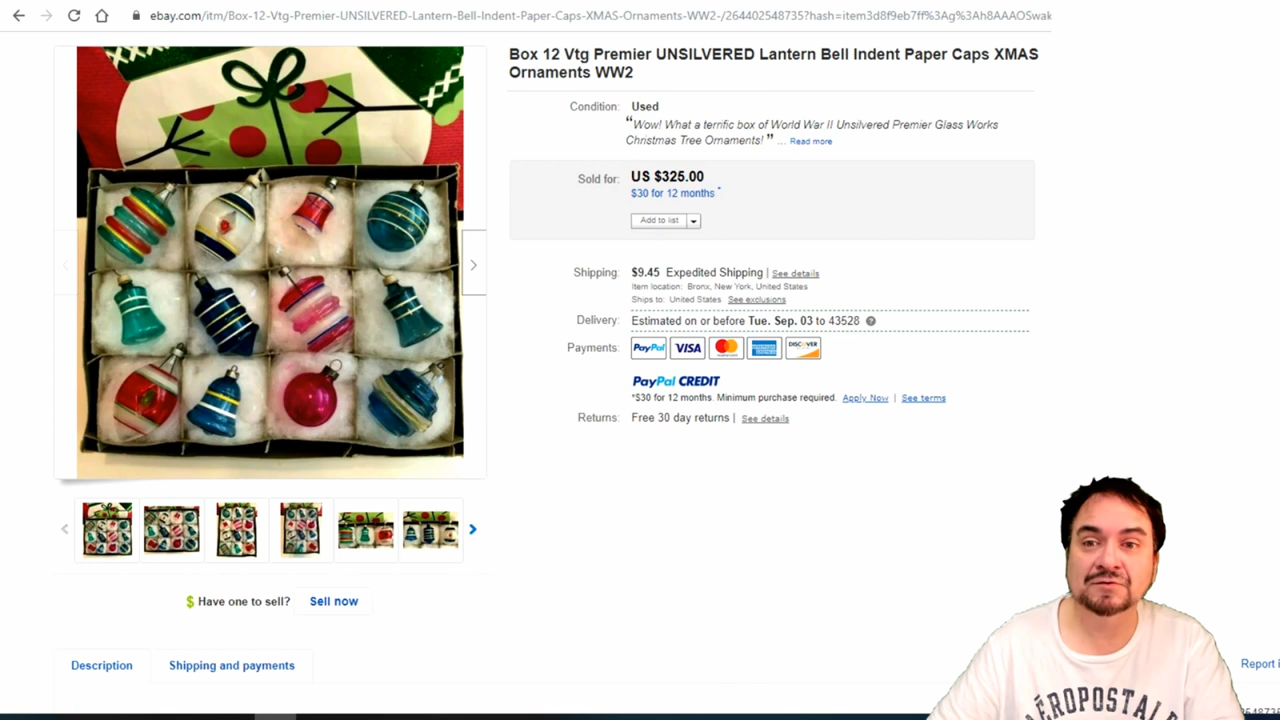 ebay.com/itm/Box-12-Vtg-Premier-UNSILVERED-Lantern-Bell-Indent-Paper-Caps-XMAS-Ornaments-WW2-/264402548735?hash=item3d8f9eb7ff%3Ag%3Ah8AAAOSwak
Box 12 Vtg Premier UNSILVERED Lantern Bell Indent Paper Caps XMAS
Ornaments WW2
Condition: Used
“Wow! What a terrific box of World War II Unsilvered Premier Glass Works
Christmas Tree Ornaments! ” ... Read more
Sold for: US $325.00
$30 for 12 months *
Add to list
Shipping: $9.45 Expedited Shipping | See details
Item location: Bronx, New York, United States
Ships to: United States See exclusions
Delivery: Estimated on or before Tue. Sep. 03 to 43528 ?
Payments: PayPal VISA MasterCard AMERICAN EXPRESS DISCOVER
PayPal CREDIT
*$30 for 12 months. Minimum purchase required. Apply Now | See terms
Returns: Free 30 day returns | See details
$ Have one to sell? Sell now
Description Shipping and payments
Report i
AÉROPOSTALE